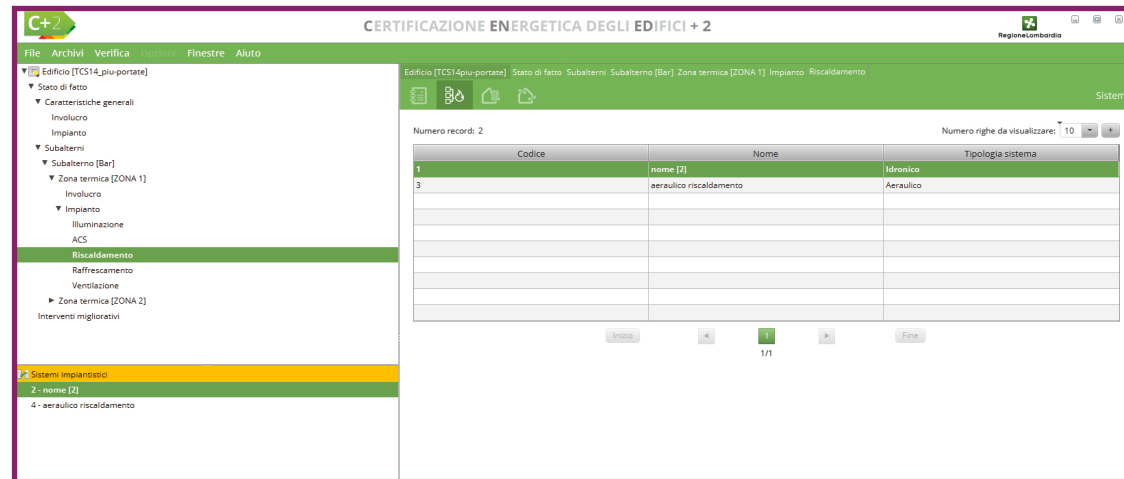 C+2
CERTIFICAZIONE ENERGETICA DEGLI EDIFICI + 2
RegioneLombardia
File Archivi Verifica Opzioni Finestre Aiuto
Edificio [TCS14_piu-portate]
Stato di fatto
Caratteristiche generali
Involucro
Impianto
Subalterni
Subalterno [Bar]
Zona termica [ZONA 1]
Involucro
Impianto
Illuminazione
ACS
Riscaldamento
Raffrescamento
Ventilazione
Zona termica [ZONA 2]
Interventi migliorativi
Sistemi impiantistici
2 - nome [2]
4 - aeraulico riscaldamento
Edificio [TCS14piu-portate] Stato di fatto Subalterni Subalterno [Bar] Zona termica [ZONA 1] Impianto Riscaldamento
Sistem
Numero record: 2 Numero righe da visualizzare: 10 +
Codice Nome Tipologia sistema
1 nome [2] Idronico
3 aeraulico riscaldamento Aeraulico
Inizio 1 Fine
1/1